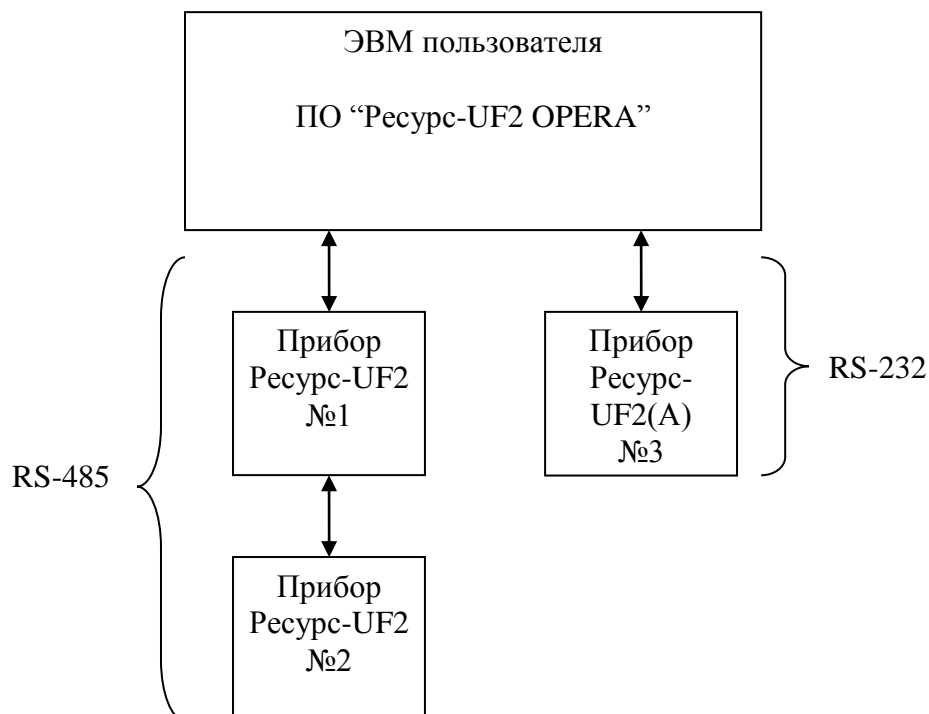 ЭВМ пользователя
ПО “Ресурс-UF2 OPERA”
Прибор
Ресурс-UF2
№1
Прибор
Ресурс-
UF2(A)
№3
RS-232
RS-485
Прибор
Ресурс-UF2
№2